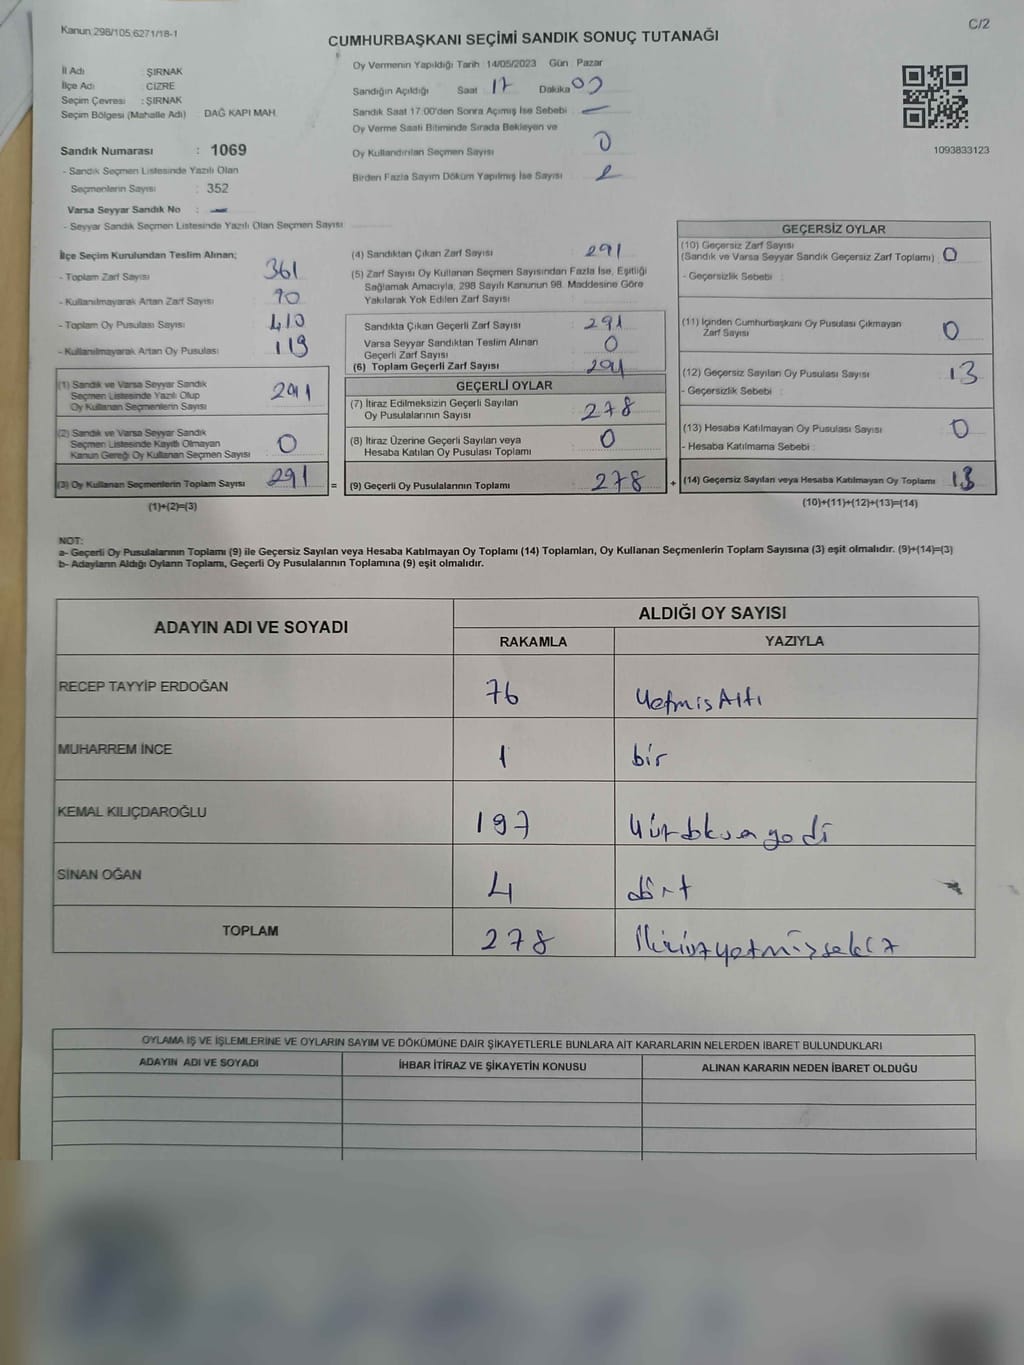 Kanun 298/105,6271/18-1
C/2
CUMHURBAŞKANI SEÇİMİ SANDIK SONUÇ TUTANAĞI
İl Adı : ŞIRNAK
İlçe Adı : CİZRE
Seçim Çevresi : ŞIRNAK
Seçim Bölgesi (Mahalle Adı) : DAĞ KAPI MAH.
Sandık Numarası : 1069
- Sandık Seçmen Listesinde Yazılı Olan
Seçmenlerin Sayısı : 352
Varsa Seyyar Sandık No : —
- Seyyar Sandık Seçmen Listesinde Yazılı Olan Seçmen Sayısı
Oy Vermenin Yapıldığı Tarih : 14/05/2023 Gün : Pazar
Sandığın Açıldığı Saat 17 Dakika 00
Sandık Saat 17:00'den Sonra Açımış İse Sebebi : —
Oy Verme Saati Bitiminde Sırada Bekleyen ve
Oy Kullandırılan Seçmen Sayısı : 0
Birden Fazla Sayım Döküm Yapılmış İse Sayısı :
1093833123
İlçe Seçim Kurulundan Teslim Alınan;
- Toplam Zarf Sayısı : 361
- Kullanılmayarak Artan Zarf Sayısı : 70
- Toplam Oy Pusulası Sayısı : 410
- Kullanılmayarak Artan Oy Pusulası : 119
(1) Sandık ve Varsa Seyyar Sandık
Seçmen Listesinde Yazılı Olup
Oy Kullanan Seçmenlerin Sayısı 291
(2) Sandık ve Varsa Seyyar Sandık
Seçmen Listesinde Kayıtlı Olmayan
Kanun Gereği Oy Kullanan Seçmen Sayısı 0
(3) Oy Kullanan Seçmenlerin Toplam Sayısı 291
(1)+(2)=(3)
(4) Sandıktan Çıkan Zarf Sayısı : 291
(5) Zarf Sayısı Oy Kullanan Seçmen Sayısından Fazla İse, Eşitliği
Sağlamak Amacıyla, 298 Sayılı Kanunun 98. Maddesine Göre
Yakılarak Yok Edilen Zarf Sayısı :
Sandıkta Çıkan Geçerli Zarf Sayısı : 291
Varsa Seyyar Sandıktan Teslim Alınan
Geçerli Zarf Sayısı : 0
(6) Toplam Geçerli Zarf Sayısı : 291
GEÇERLİ OYLAR
(7) İtiraz Edilmeksizin Geçerli Sayılan
Oy Pusulalarının Sayısı : 278
(8) İtiraz Üzerine Geçerli Sayılan veya
Hesaba Katılan Oy Pusulası Toplamı : 0
= (9) Geçerli Oy Pusulalarının Toplamı : 278
GEÇERSİZ OYLAR
(10) Geçersiz Zarf Sayısı
(Sandık ve Varsa Seyyar Sandık Geçersiz Zarf Toplamı) : 0
- Geçersizlik Sebebi :
(11) İçinden Cumhurbaşkanı Oy Pusulası Çıkmayan
Zarf Sayısı : 0
(12) Geçersiz Sayılan Oy Pusulası Sayısı : 13
- Geçersizlik Sebebi :
(13) Hesaba Katılmayan Oy Pusulası Sayısı : 0
- Hesaba Katılmama Sebebi :
+ (14) Geçersiz Sayılan veya Hesaba Katılmayan Oy Toplamı : 13
(10)+(11)+(12)+(13)=(14)
NOT:
a- Geçerli Oy Pusulalarının Toplamı (9) ile Geçersiz Sayılan veya Hesaba Katılmayan Oy Toplamı (14) Toplamları, Oy Kullanan Seçmenlerin Toplam Sayısına (3) eşit olmalıdır. (9)+(14)=(3)
b- Adayların Aldığı Oyların Toplamı, Geçerli Oy Pusulalarının Toplamına (9) eşit olmalıdır.
ADAYIN ADI VE SOYADI
ALDIĞI OY SAYISI
RAKAMLA YAZIYLA
RECEP TAYYİP ERDOĞAN 76 Yetmiş Altı
MUHARREM İNCE 1 bir
KEMAL KILIÇDAROĞLU 197
SİNAN OĞAN 4 dört
TOPLAM 278 İkiyüzyetmişsekiz
OYLAMA İŞ VE İŞLEMLERİNE VE OYLARIN SAYIM VE DÖKÜMÜNE DAİR ŞİKAYETLERLE BUNLARA AİT KARARLARIN NELERDEN İBARET BULUNDUKLARI
ADAYIN ADI VE SOYADI İHBAR İTİRAZ VE ŞİKAYETİN KONUSU ALINAN KARARIN NEDEN İBARET OLDUĞU